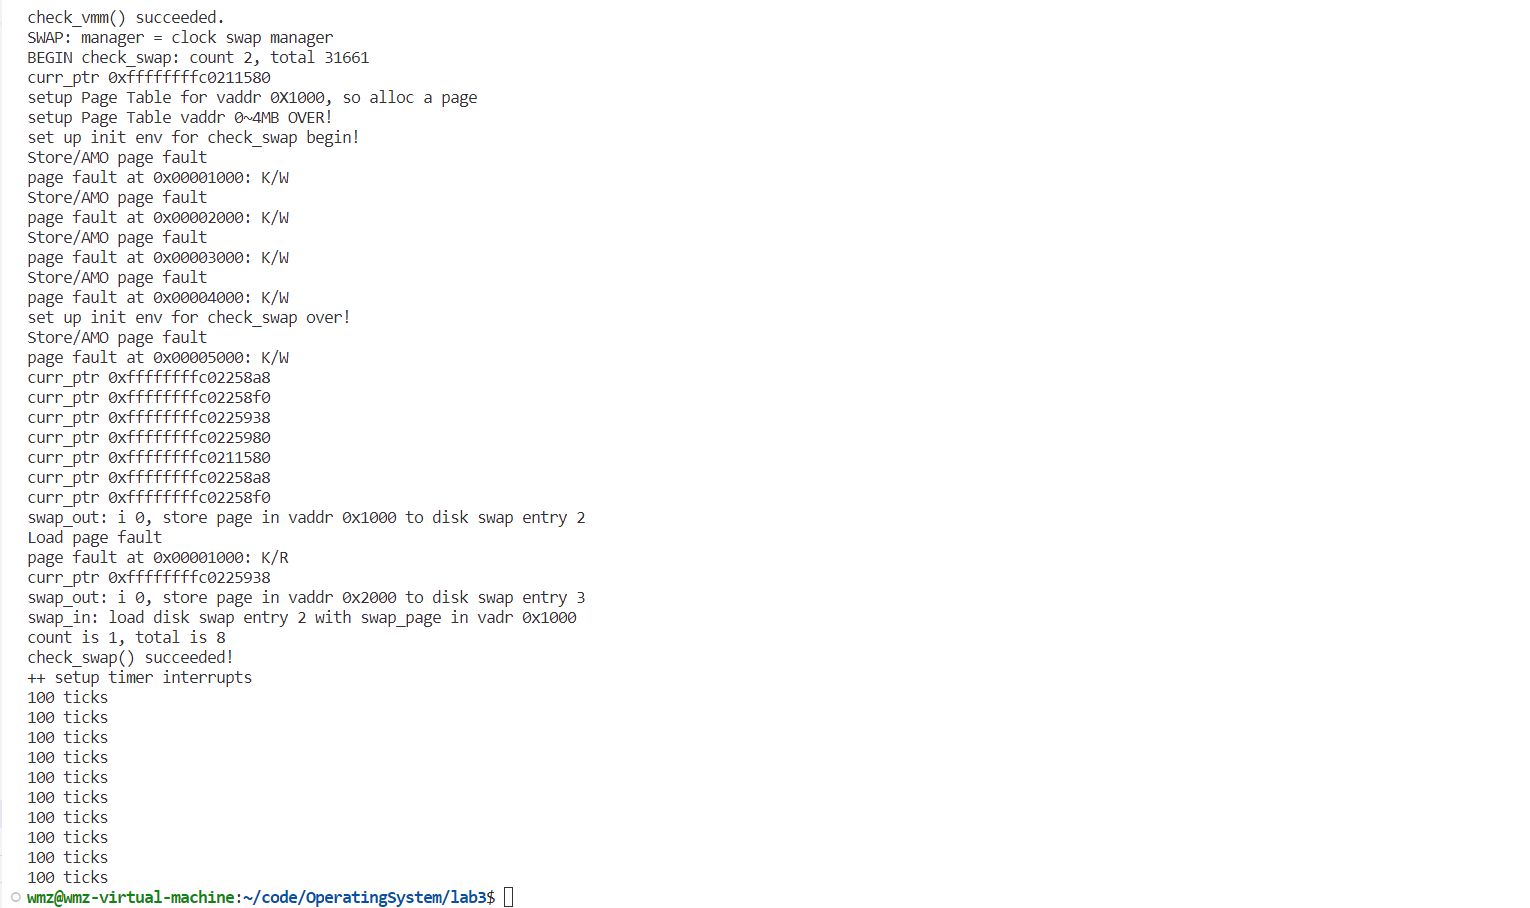 check_vmm() succeeded.
SWAP: manager = clock swap manager
BEGIN check_swap: count 2, total 31661
curr_ptr 0xffffffffc0211580
setup Page Table for vaddr 0X1000, so alloc a page
setup Page Table vaddr 0~4MB OVER!
set up init env for check_swap begin!
Store/AMO page fault
page fault at 0x00001000: K/W
Store/AMO page fault
page fault at 0x00002000: K/W
Store/AMO page fault
page fault at 0x00003000: K/W
Store/AMO page fault
page fault at 0x00004000: K/W
set up init env for check_swap over!
Store/AMO page fault
page fault at 0x00005000: K/W
curr_ptr 0xffffffffc02258a8
curr_ptr 0xffffffffc02258f0
curr_ptr 0xffffffffc0225938
curr_ptr 0xffffffffc0225980
curr_ptr 0xffffffffc0211580
curr_ptr 0xffffffffc02258a8
curr_ptr 0xffffffffc02258f0
swap_out: i 0, store page in vaddr 0x1000 to disk swap entry 2
Load page fault
page fault at 0x00001000: K/R
curr_ptr 0xffffffffc0225938
swap_out: i 0, store page in vaddr 0x2000 to disk swap entry 3
swap_in: load disk swap entry 2 with swap_page in vadr 0x1000
count is 1, total is 8
check_swap() succeeded!
++ setup timer interrupts
100 ticks
100 ticks
100 ticks
100 ticks
100 ticks
100 ticks
100 ticks
100 ticks
100 ticks
100 ticks
wmz@wmz-virtual-machine:~/code/OperatingSystem/lab3$